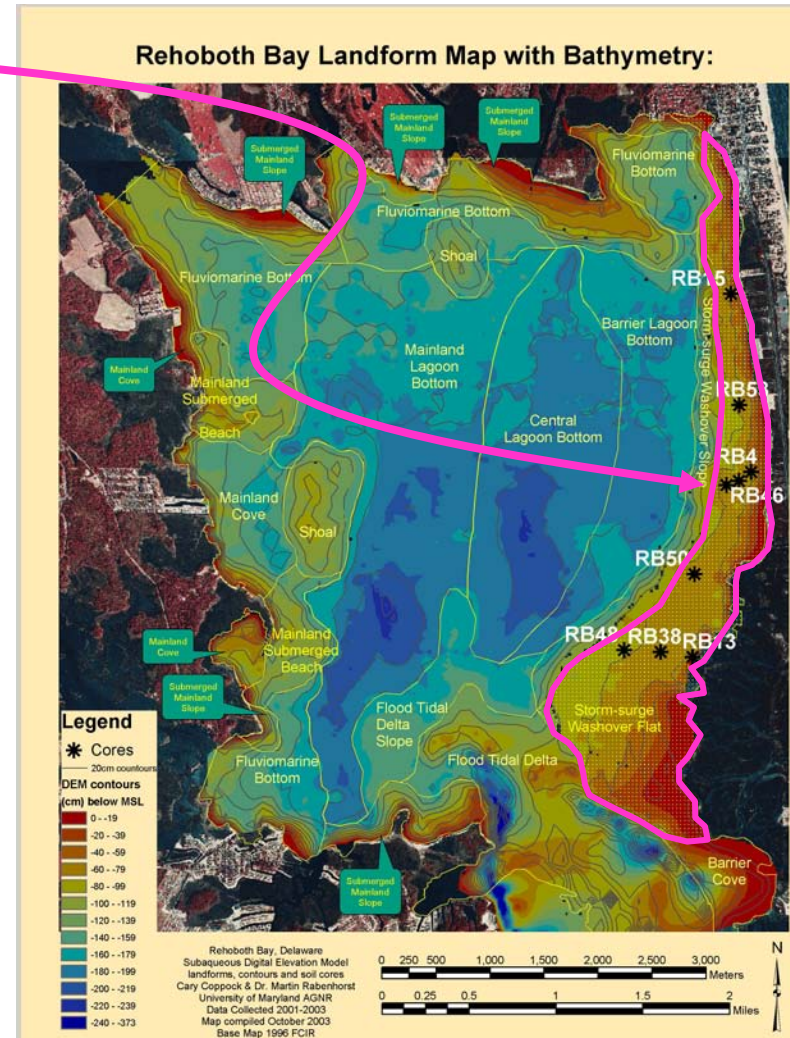 Rehoboth Bay Landform Map with Bathymetry:
Submerged
Mainland
Slope
Submerged
Mainland
Slope
Submerged
Mainland
Slope
Fluviomarine
Bottom
Fluviomarine Bottom
Shoal
Fluviomarine Bottom
RB15
Storm-surge Washover Slope
Barrier Lagoon
Bottom
Mainland
Lagoon
Bottom
Mainland
Cove
Mainland
Submerged
Beach
RB53
Central
Lagoon Bottom
RB4
RB46
Mainland
Cove
Shoal
RB50
Mainland
Cove
Mainland
Submerged
Beach
RB48
RB38
RB13
Submerged
Mainland
Slope
Flood Tidal
Delta
Slope
Storm-surge
Washover Flat
Fluviomarine
Bottom
Flood Tidal Delta
Barrier
Cove
Submerged
Mainland
Slope
Legend
Cores
20cm countours
DEM contours
(cm) below MSL
0 - -19
-20 - -39
-40 - -59
-60 - -79
-80 - -99
-100 - -119
-120 - -139
-140 - -159
-160 - -179
-180 - -199
-200 - -219
-220 - -239
-240 - -373
Rehoboth Bay, Delaware
Subaqueous Digital Elevation Model
landforms, contours and soil cores
Cary Coppock & Dr. Martin Rabenhorst
University of Maryland AGNR
Data Collected 2001-2003
Map compiled October 2003
Base Map 1996 FCIR
0 250 500 1,000 1,500 2,000 2,500 3,000
Meters
0 0.25 0.5 1 1.5 2
Miles
N